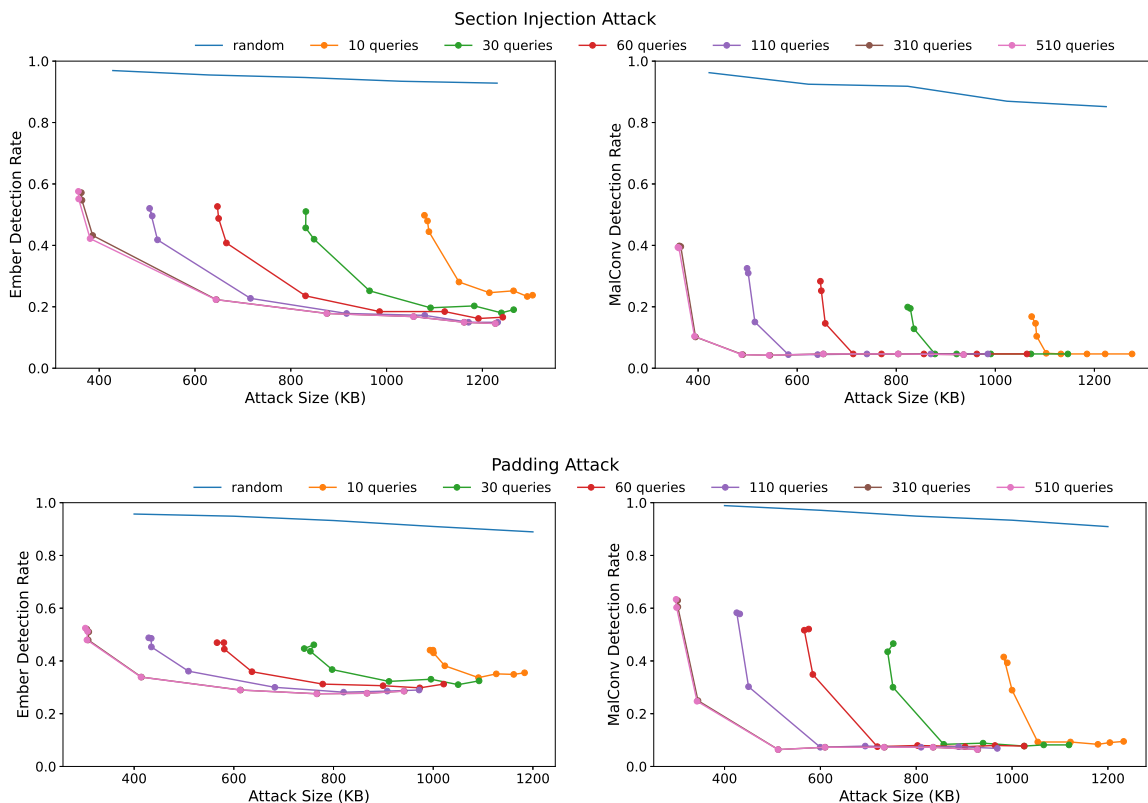 Section Injection Attack
random 10 queries 30 queries 60 queries 110 queries 310 queries 510 queries
Ember Detection Rate
1.0
0.8
0.6
0.4
0.2
0.0
400 600 800 1000 1200
Attack Size (KB)
MalConv Detection Rate
1.0
0.8
0.6
0.4
0.2
0.0
400 600 800 1000 1200
Attack Size (KB)
Padding Attack
random 10 queries 30 queries 60 queries 110 queries 310 queries 510 queries
Ember Detection Rate
1.0
0.8
0.6
0.4
0.2
0.0
400 600 800 1000 1200
Attack Size (KB)
MalConv Detection Rate
1.0
0.8
0.6
0.4
0.2
0.0
400 600 800 1000 1200
Attack Size (KB)